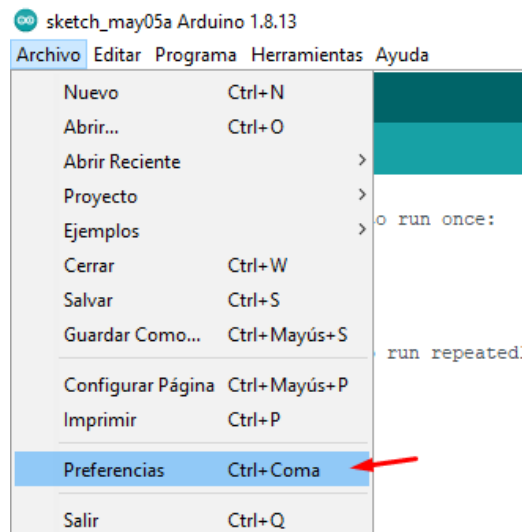 sketch_may05a Arduino 1.8.13
Archivo Editar Programa Herramientas Ayuda
Nuevo Ctrl+N
Abrir... Ctrl+O
Abrir Reciente >
Proyecto >
Ejemplos >
Cerrar Ctrl+W
Salvar Ctrl+S
Guardar Como... Ctrl+Mayús+S
Configurar Página Ctrl+Mayús+P
Imprimir Ctrl+P
Preferencias Ctrl+Coma
Salir Ctrl+Q
o run once:
run repeatedl